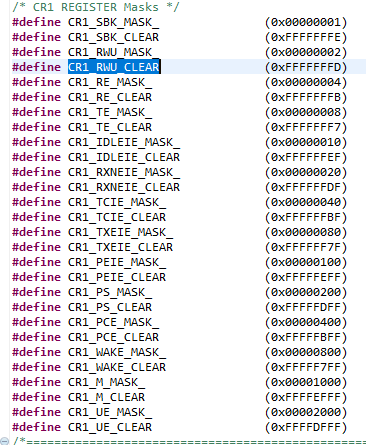 /* CR1 REGISTER Masks */
#define CR1_SBK_MASK_ (0x00000001)
#define CR1_SBK_CLEAR (0xFFFFFFFE)
#define CR1_RWU_MASK_ (0x00000002)
#define CR1_RWU_CLEAR (0xFFFFFFFD)
#define CR1_RE_MASK_ (0x00000004)
#define CR1_RE_CLEAR (0xFFFFFFFB)
#define CR1_TE_MASK_ (0x00000008)
#define CR1_TE_CLEAR (0xFFFFFFF7)
#define CR1_IDLEIE_MASK_ (0x00000010)
#define CR1_IDLEIE_CLEAR (0xFFFFFFEF)
#define CR1_RXNEIE_MASK_ (0x00000020)
#define CR1_RXNEIE_CLEAR (0xFFFFFFDF)
#define CR1_TCIE_MASK_ (0x00000040)
#define CR1_TCIE_CLEAR (0xFFFFFFBF)
#define CR1_TXEIE_MASK_ (0x00000080)
#define CR1_TXEIE_CLEAR (0xFFFFFF7F)
#define CR1_PEIE_MASK_ (0x00000100)
#define CR1_PEIE_CLEAR (0xFFFFFEFF)
#define CR1_PS_MASK_ (0x00000200)
#define CR1_PS_CLEAR (0xFFFFFDFF)
#define CR1_PCE_MASK_ (0x00000400)
#define CR1_PCE_CLEAR (0xFFFFFBFF)
#define CR1_WAKE_MASK_ (0x00000800)
#define CR1_WAKE_CLEAR (0xFFFFF7FF)
#define CR1_M_MASK_ (0x00001000)
#define CR1_M_CLEAR (0xFFFFEFFF)
#define CR1_UE_MASK_ (0x00002000)
#define CR1_UE_CLEAR (0xFFFFDFFF)
/*==================================================